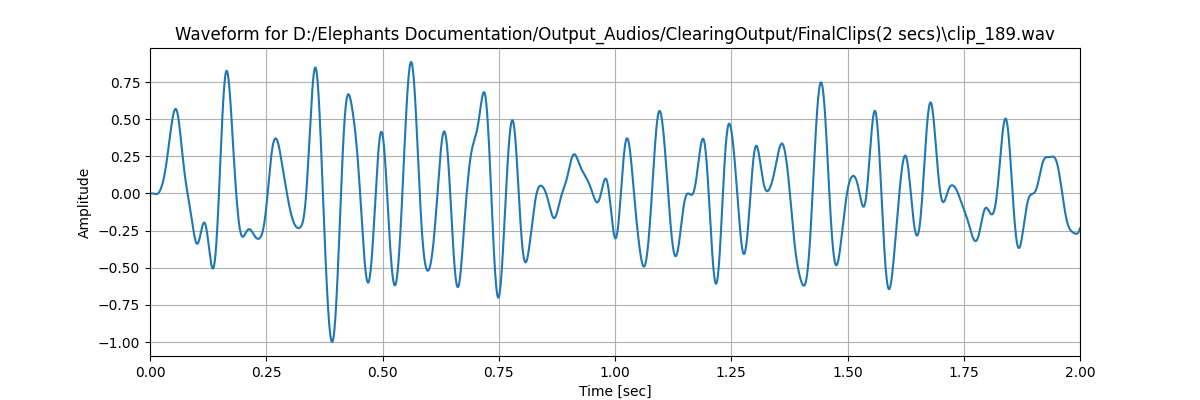 Waveform for D:/Elephants Documentation/Output_Audios/ClearingOutput/FinalClips(2 secs)\clip_189.wav
Amplitude
0.75
0.50
0.25
0.00
−0.25
−0.50
−0.75
−1.00
0.00 0.25 0.50 0.75 1.00 1.25 1.50 1.75 2.00
Time [sec]